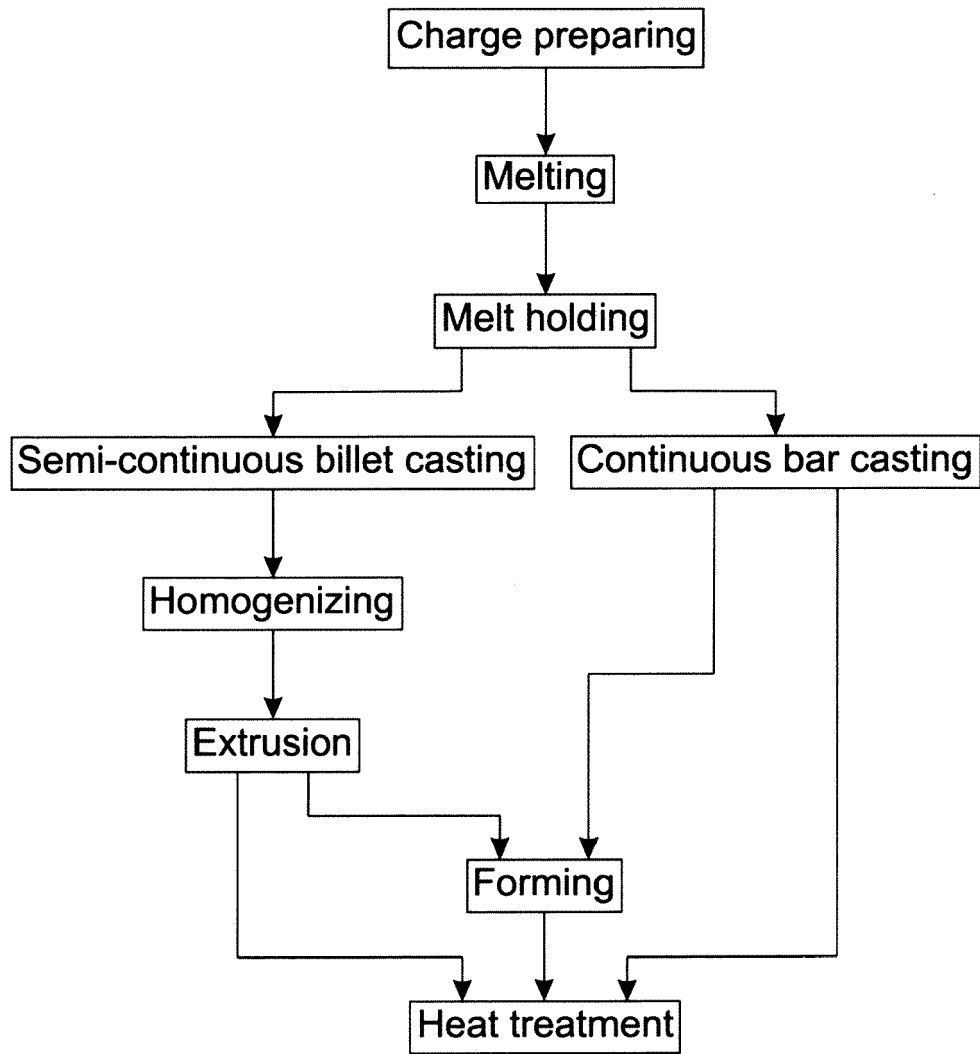 Charge preparing
Melting
Melt holding
Semi-continuous billet casting
Continuous bar casting
Homogenizing
Extrusion
Forming
Heat treatment